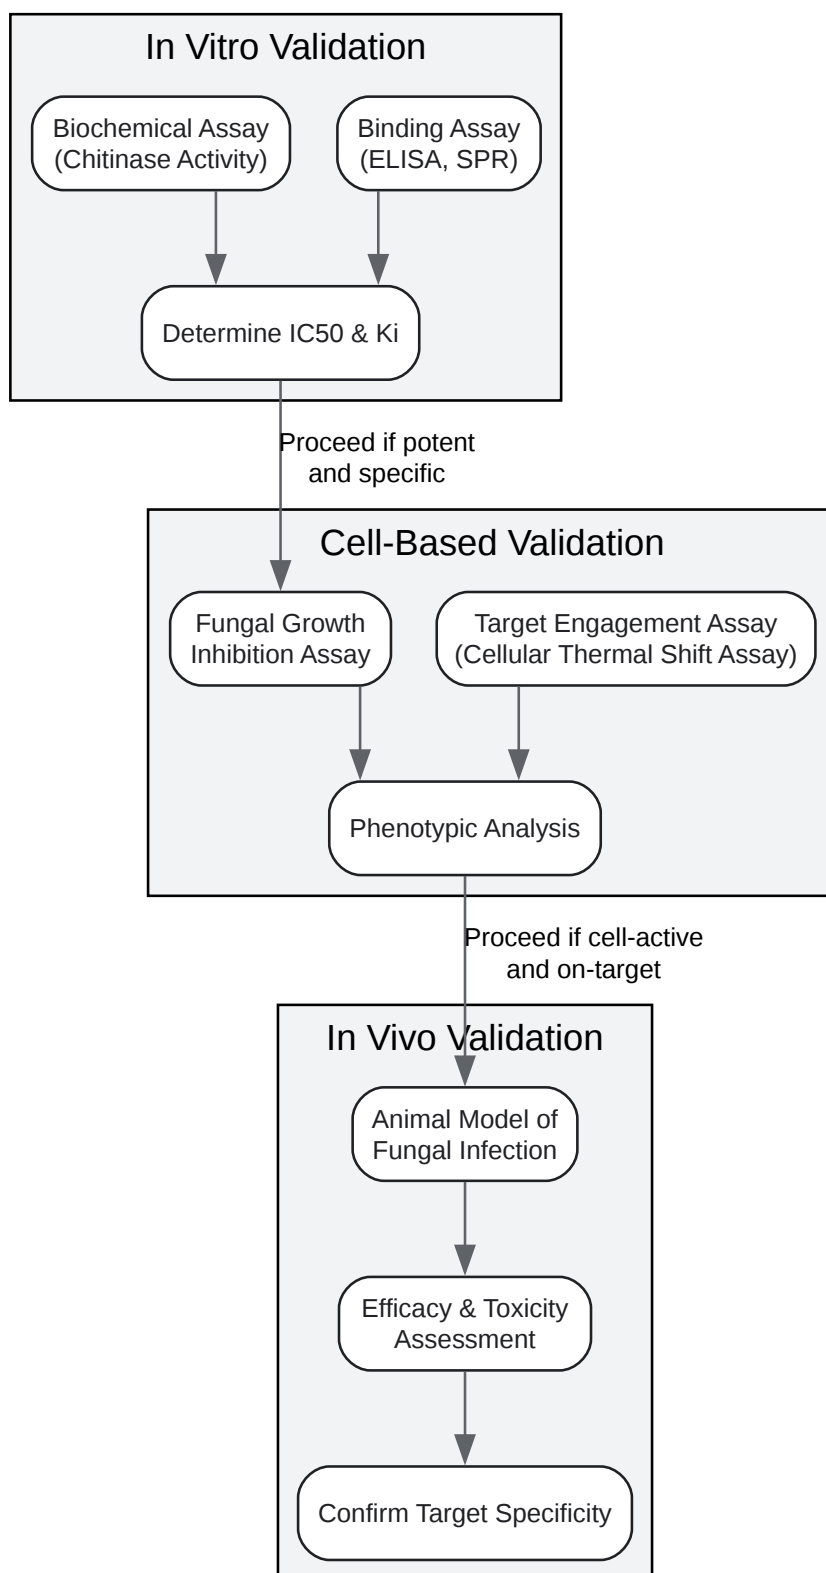 In Vitro Validation
Biochemical Assay
(Chitinase Activity)
Binding Assay
(ELISA, SPR)
Determine IC50 & Ki
Proceed if potent
and specific
Cell-Based Validation
Fungal Growth
Inhibition Assay
Target Engagement Assay
(Cellular Thermal Shift Assay)
Phenotypic Analysis
Proceed if cell-active
and on-target
In Vivo Validation
Animal Model of
Fungal Infection
Efficacy & Toxicity
Assessment
Confirm Target Specificity